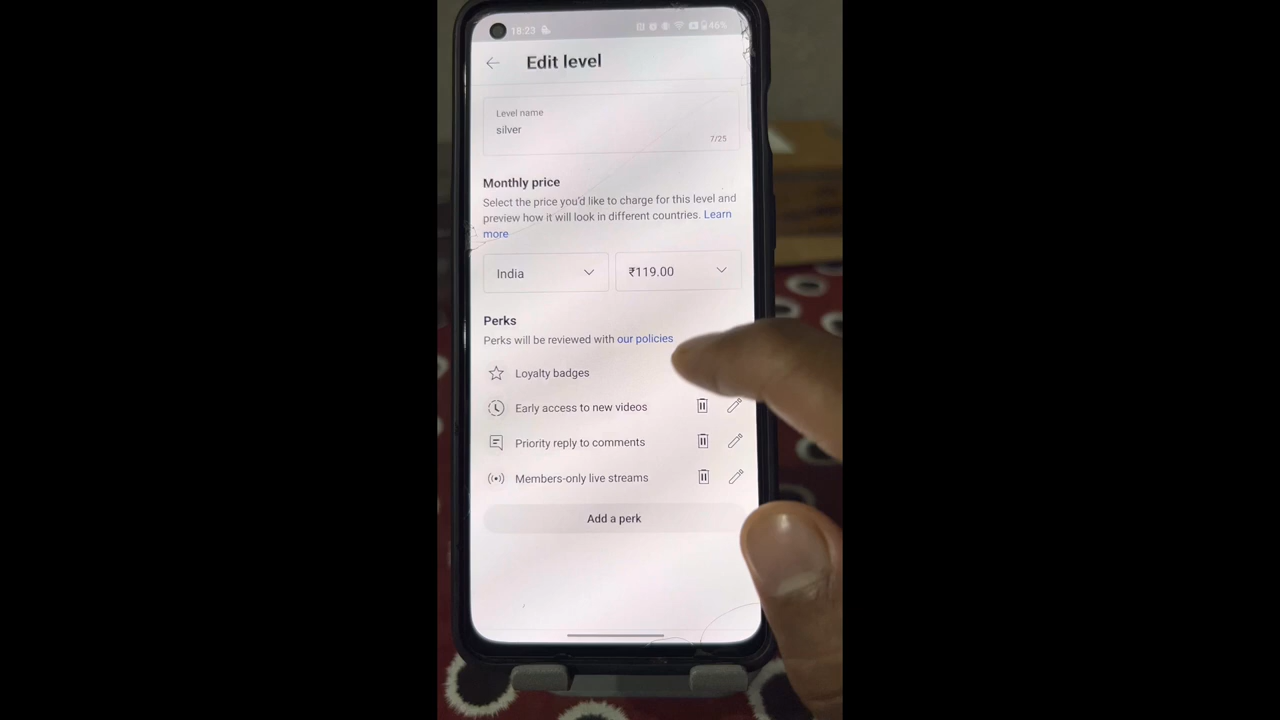 18:23
46%
Edit level
Level name
silver
7/25
Monthly price
Select the price you'd like to charge for this level and
preview how it will look in different countries. Learn
more
India
₹119.00
Perks
Perks will be reviewed with our policies
Loyalty badges
Early access to new videos
Priority reply to comments
Members-only live streams
Add a perk